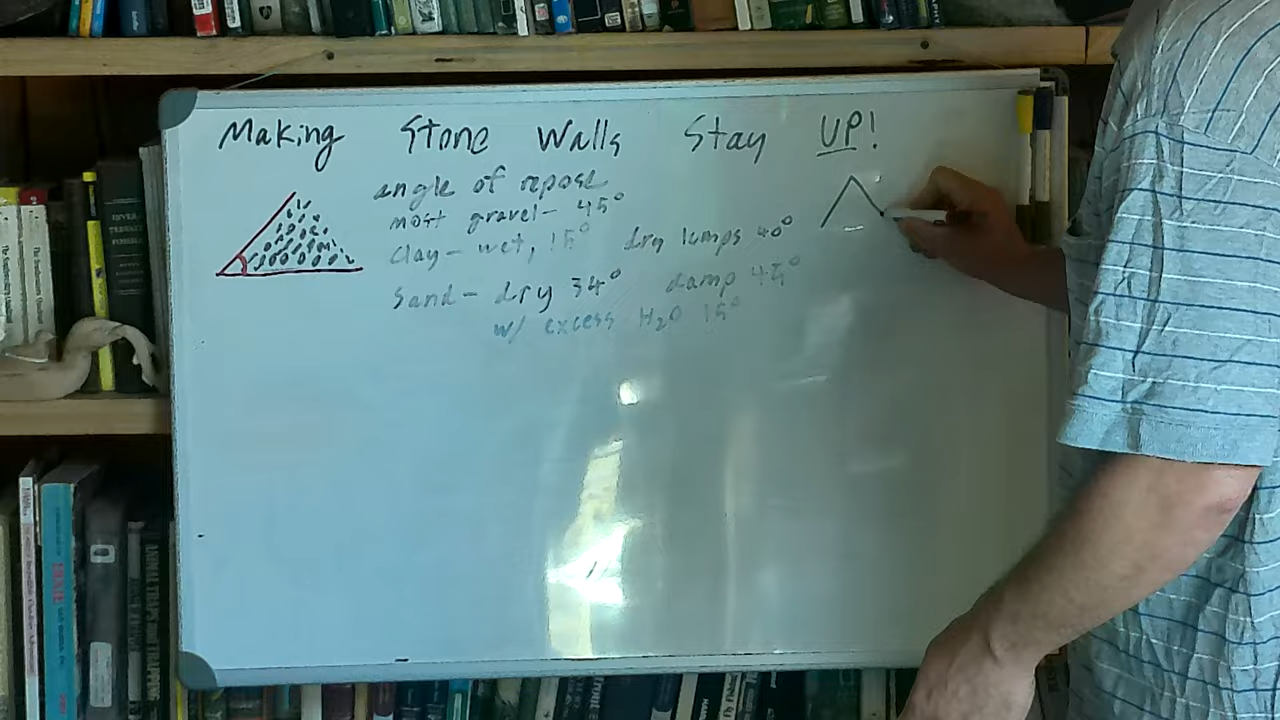 Making Stone Walls Stay UP!
angle of repose
most gravel- 45°
clay- wet, 15° dry lumps 40°
sand- dry 34° damp 45°
w/ excess H₂O 15°